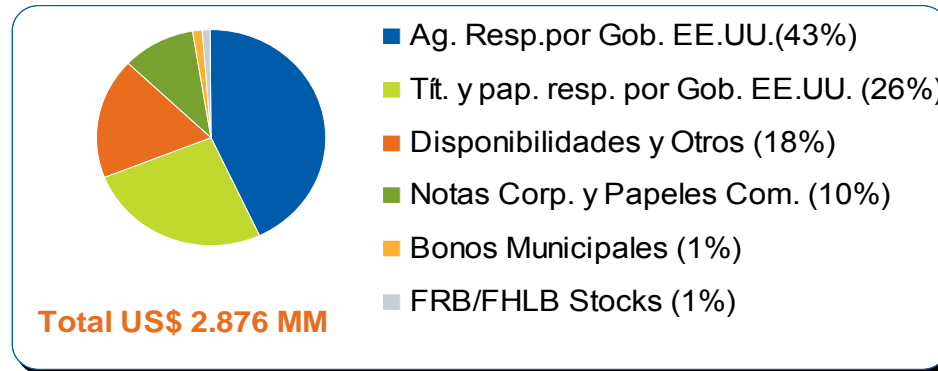 Ag. Resp.por Gob. EE.UU.(43%)
Tít. y pap. resp. por Gob. EE.UU. (26%)
Disponibilidades y Otros (18%)
Notas Corp. y Papeles Com. (10%)
Bonos Municipales (1%)
FRB/FHLB Stocks (1%)
Total US$ 2.876 MM